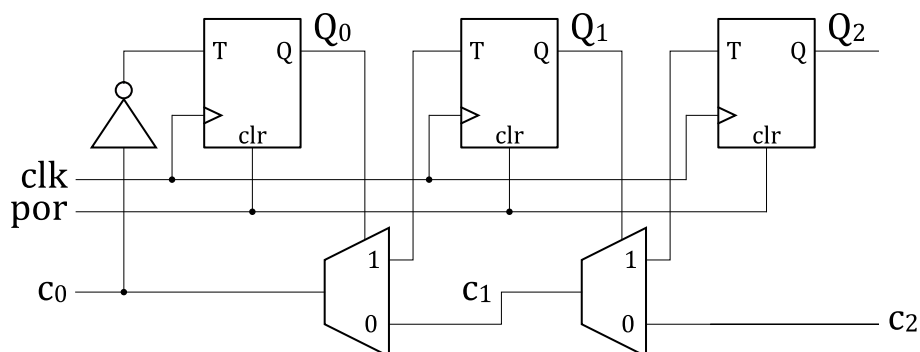 Q0 Q1 Q2
T Q T Q T Q
clr clr clr
clk
por
1 1
c0 c1
0 0 c2